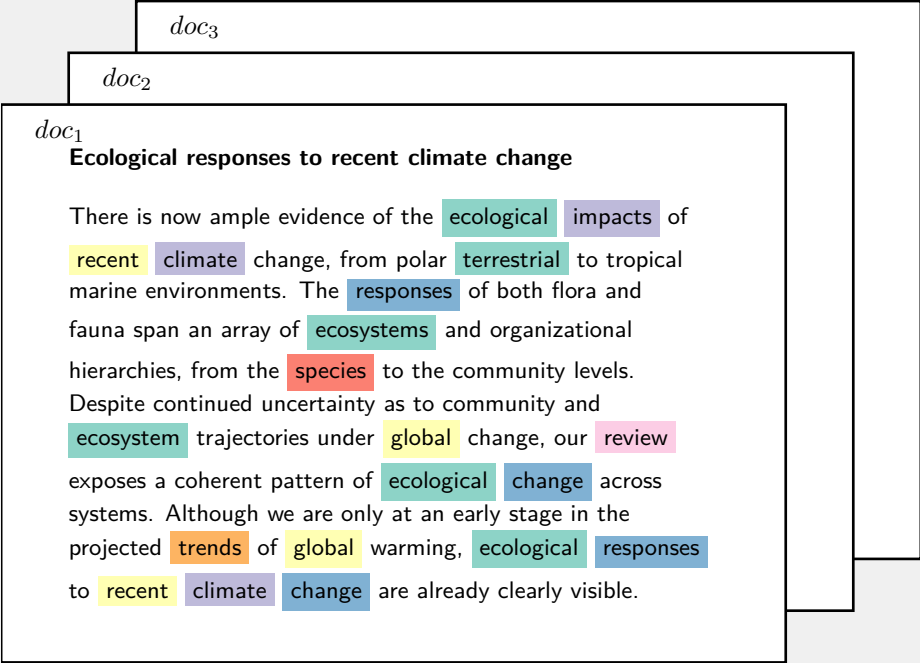 doc₃
doc₂
doc₁
Ecological responses to recent climate change
There is now ample evidence of the ecological impacts of
recent climate change, from polar terrestrial to tropical
marine environments. The responses of both flora and
fauna span an array of ecosystems and organizational
hierarchies, from the species to the community levels.
Despite continued uncertainty as to community and
ecosystem trajectories under global change, our review
exposes a coherent pattern of ecological change across
systems. Although we are only at an early stage in the
projected trends of global warming, ecological responses
to recent climate change are already clearly visible.